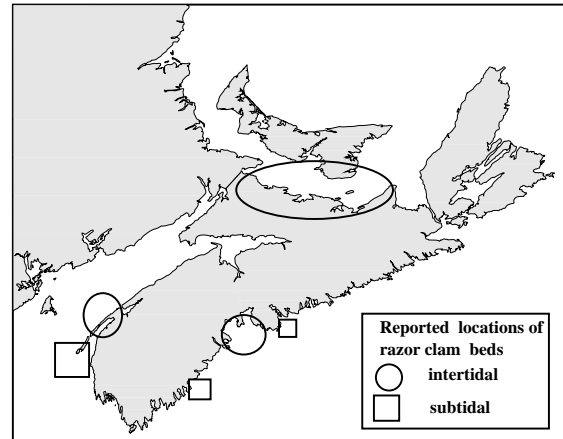 Reported locations of
razor clam beds
intertidal
subtidal